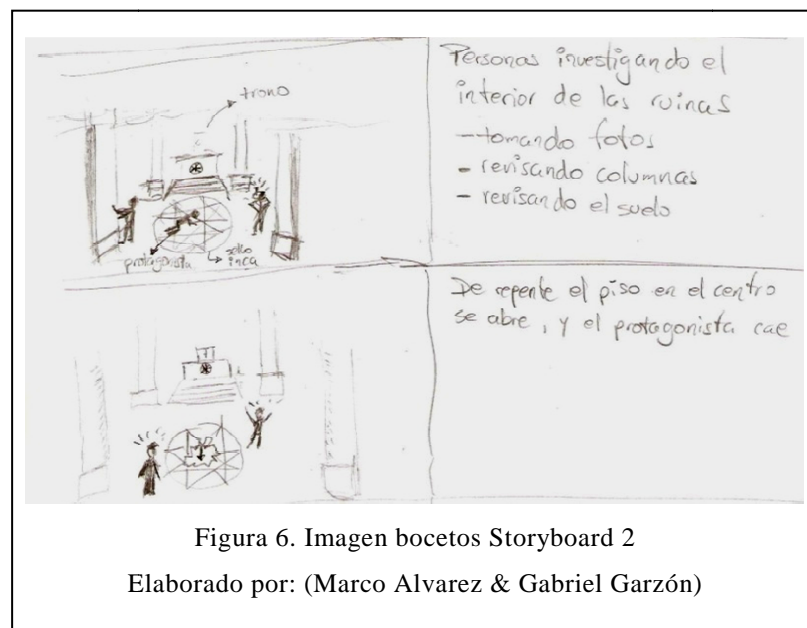 trono
protagonista
sello
inca
Personas investigando el
interior de las ruinas
- tomando fotos
- revisando columnas
- revisando el suelo
De repente el piso en el centro
se abre, y el protagonista cae
Figura 6. Imagen bocetos Storyboard 2
Elaborado por: (Marco Alvarez & Gabriel Garzón)